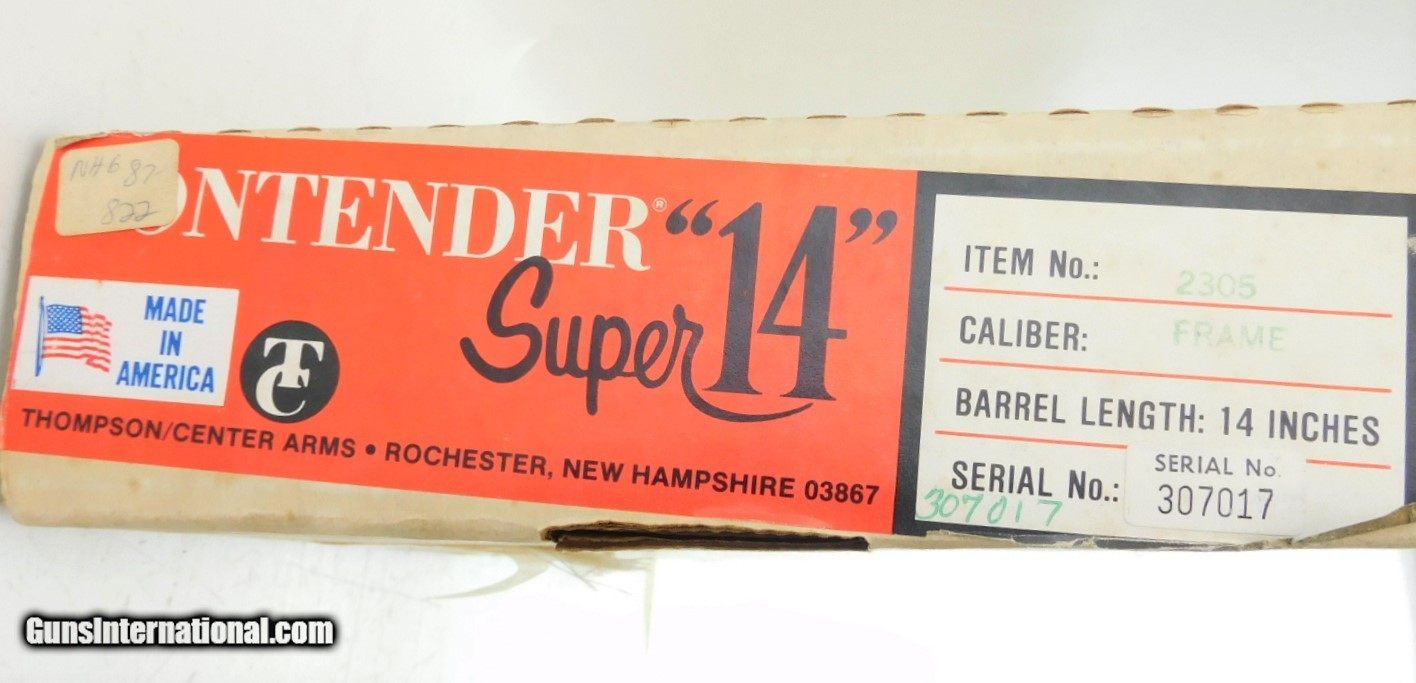 NH6 87
822
ONTENDER® "14"
Super
MADE
IN
AMERICA
TC
THOMPSON/CENTER ARMS • ROCHESTER, NEW HAMPSHIRE 03867
ITEM No.: 2305
CALIBER: FRAME
BARREL LENGTH: 14 INCHES
SERIAL No.:
307017
SERIAL No.
307017
GunsInternational.com